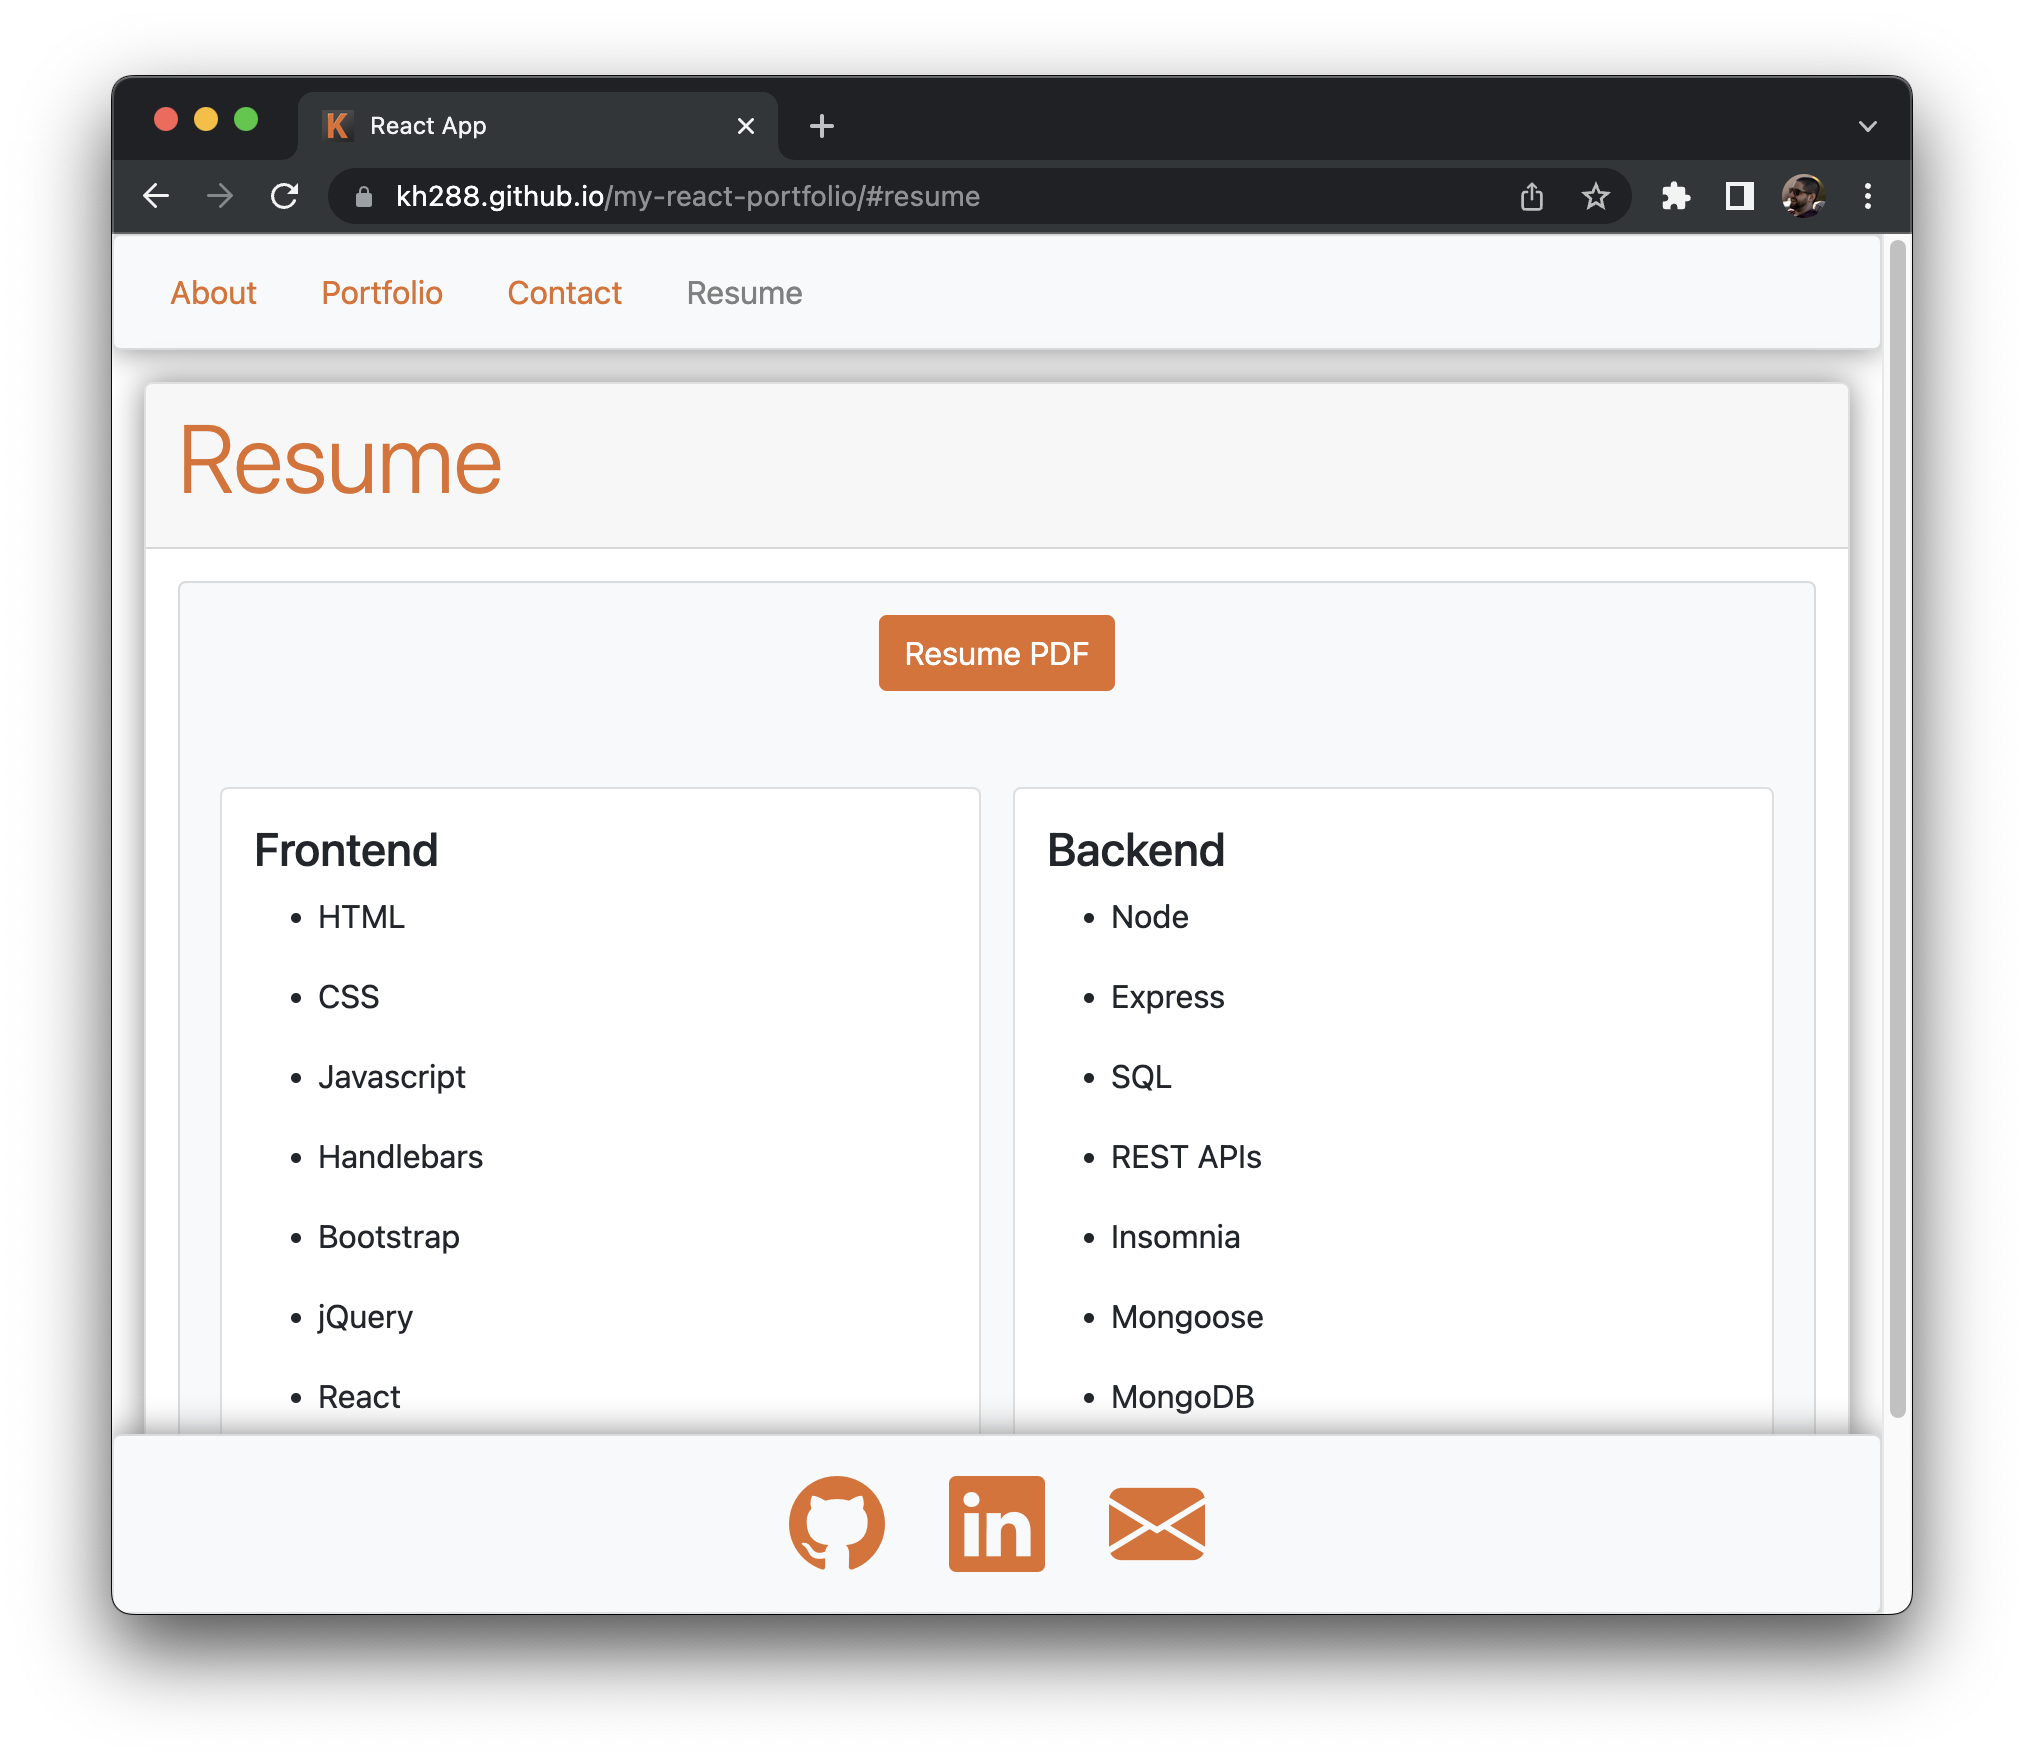 K React App
kh288.github.io/my-react-portfolio/#resume
About Portfolio Contact Resume
Resume
Resume PDF
Frontend
• HTML
• CSS
• Javascript
• Handlebars
• Bootstrap
• jQuery
• React
Backend
• Node
• Express
• SQL
• REST APIs
• Insomnia
• Mongoose
• MongoDB
in